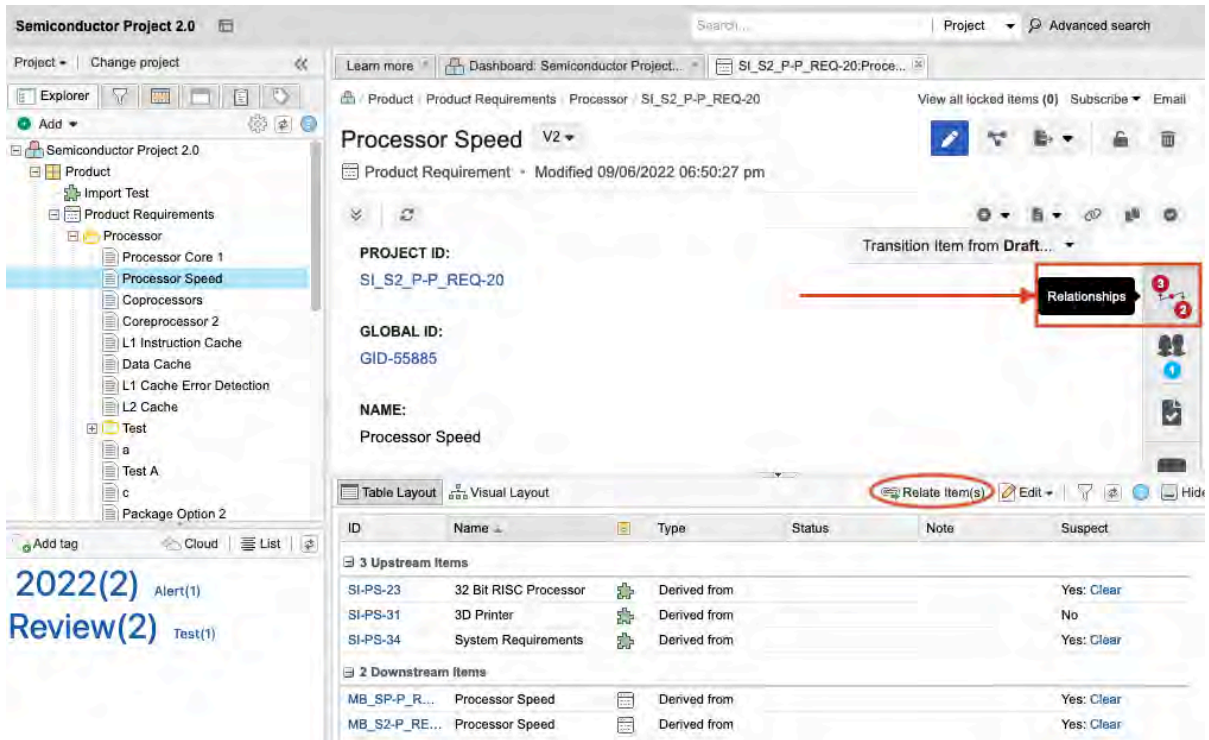 Semiconductor Project 2.0
Search...
Project
Advanced search
Project
Change project
Learn more
Dashboard: Semiconductor Project...
SI_S2_P-P_REQ-20:Proce...
Explorer
Product / Product Requirements / Processor / SI_S2_P-P_REQ-20
View all locked items (0) Subscribe Email
Add
Processor Speed V2
Semiconductor Project 2.0
Product
Import Test
Product Requirements
Processor
Processor Core 1
Processor Speed
Coprocessors
Coreprocessor 2
L1 Instruction Cache
Data Cache
L1 Cache Error Detection
L2 Cache
Test
a
Test A
c
Package Option 2
Product Requirement • Modified 09/06/2022 06:50:27 pm
Transition Item from Draft...
PROJECT ID:
SI_S2_P-P_REQ-20
Relationships
3
2
1
GLOBAL ID:
GID-55885
NAME:
Processor Speed
Add tag
Cloud
List
2022(2) Alert(1)
Review(2) Test(1)
Table Layout
Visual Layout
Relate Item(s)
Edit
Hide
ID Name Type Status Note Suspect
3 Upstream Items
SI-PS-23 32 Bit RISC Processor Derived from Yes: Clear
SI-PS-31 3D Printer Derived from No
SI-PS-34 System Requirements Derived from Yes: Clear
2 Downstream Items
MB_SP-P_R... Processor Speed Derived from Yes: Clear
MB_S2-P_RE... Processor Speed Derived from Yes: Clear